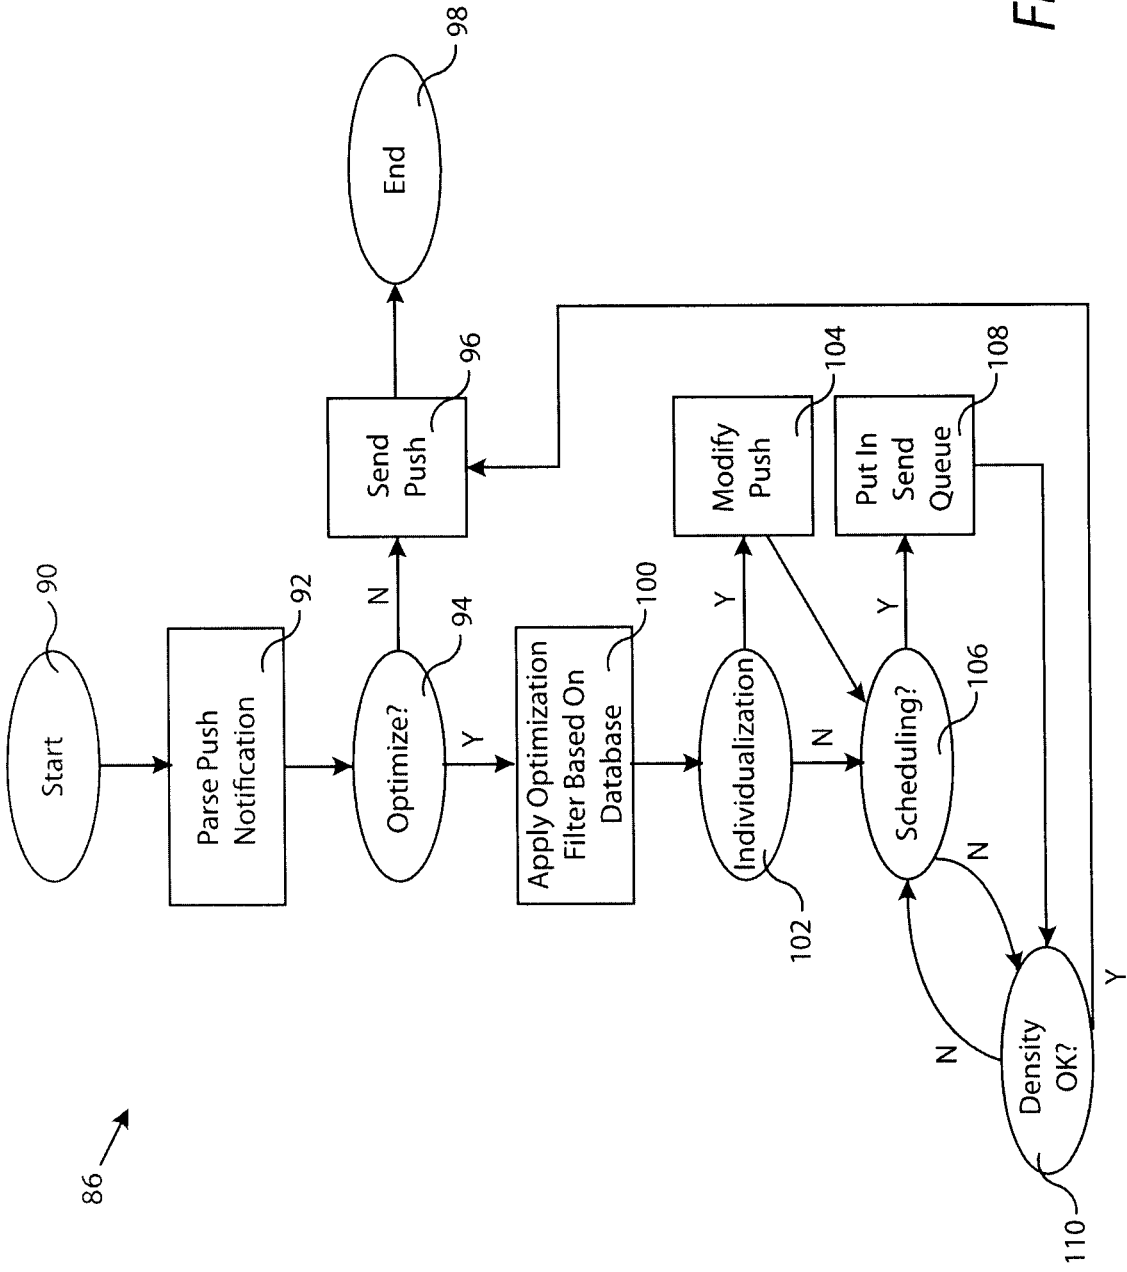 86
Start
90
Parse Push
Notification
92
Optimize?
94
N
Send
Push
96
End
98
Y
Apply Optimization
Filter Based On
Database
100
Individualization
102
Y
Modify
Push
104
N
Scheduling?
106
Y
Put In
Send
Queue
108
N
N
Density
OK?
110
Y